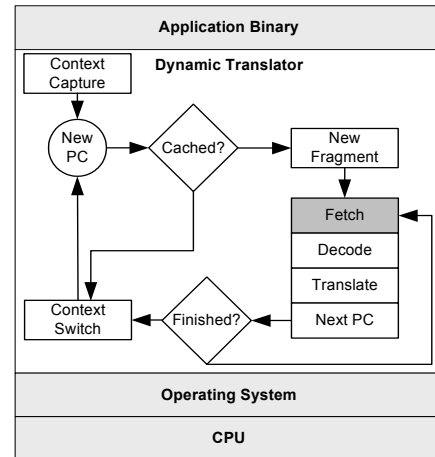 Application Binary
Dynamic Translator
Context
Capture
New
PC
Cached?
New
Fragment
Fetch
Decode
Translate
Next PC
Finished?
Context
Switch
Operating System
CPU